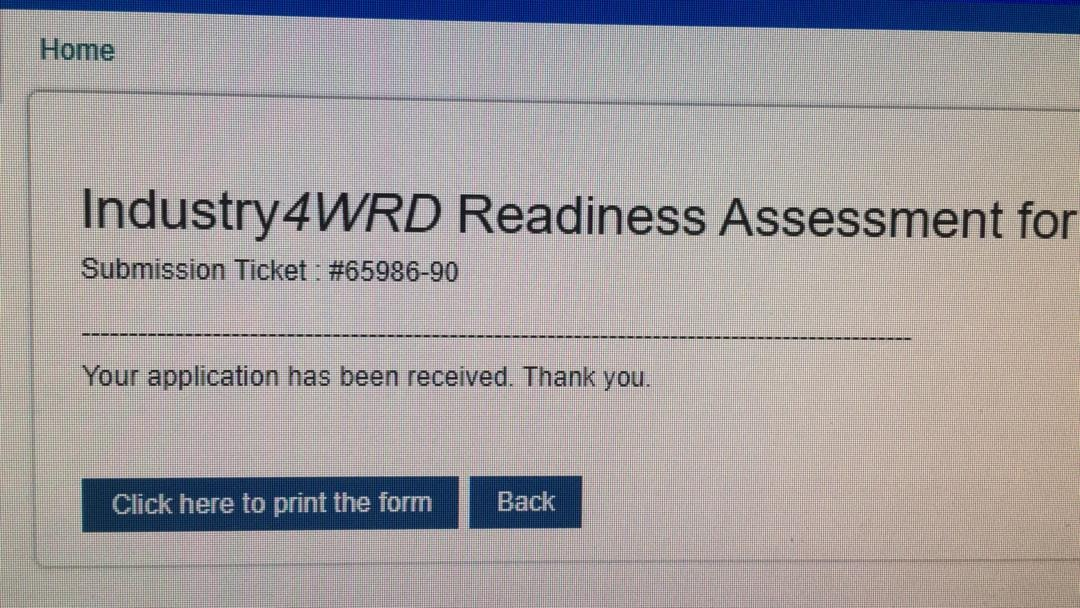 Home
Industry4WRD Readiness Assessment for
Submission Ticket : #65986-90
--------------------------------------------------------------------------------------------------------
Your application has been received. Thank you.
Click here to print the form
Back